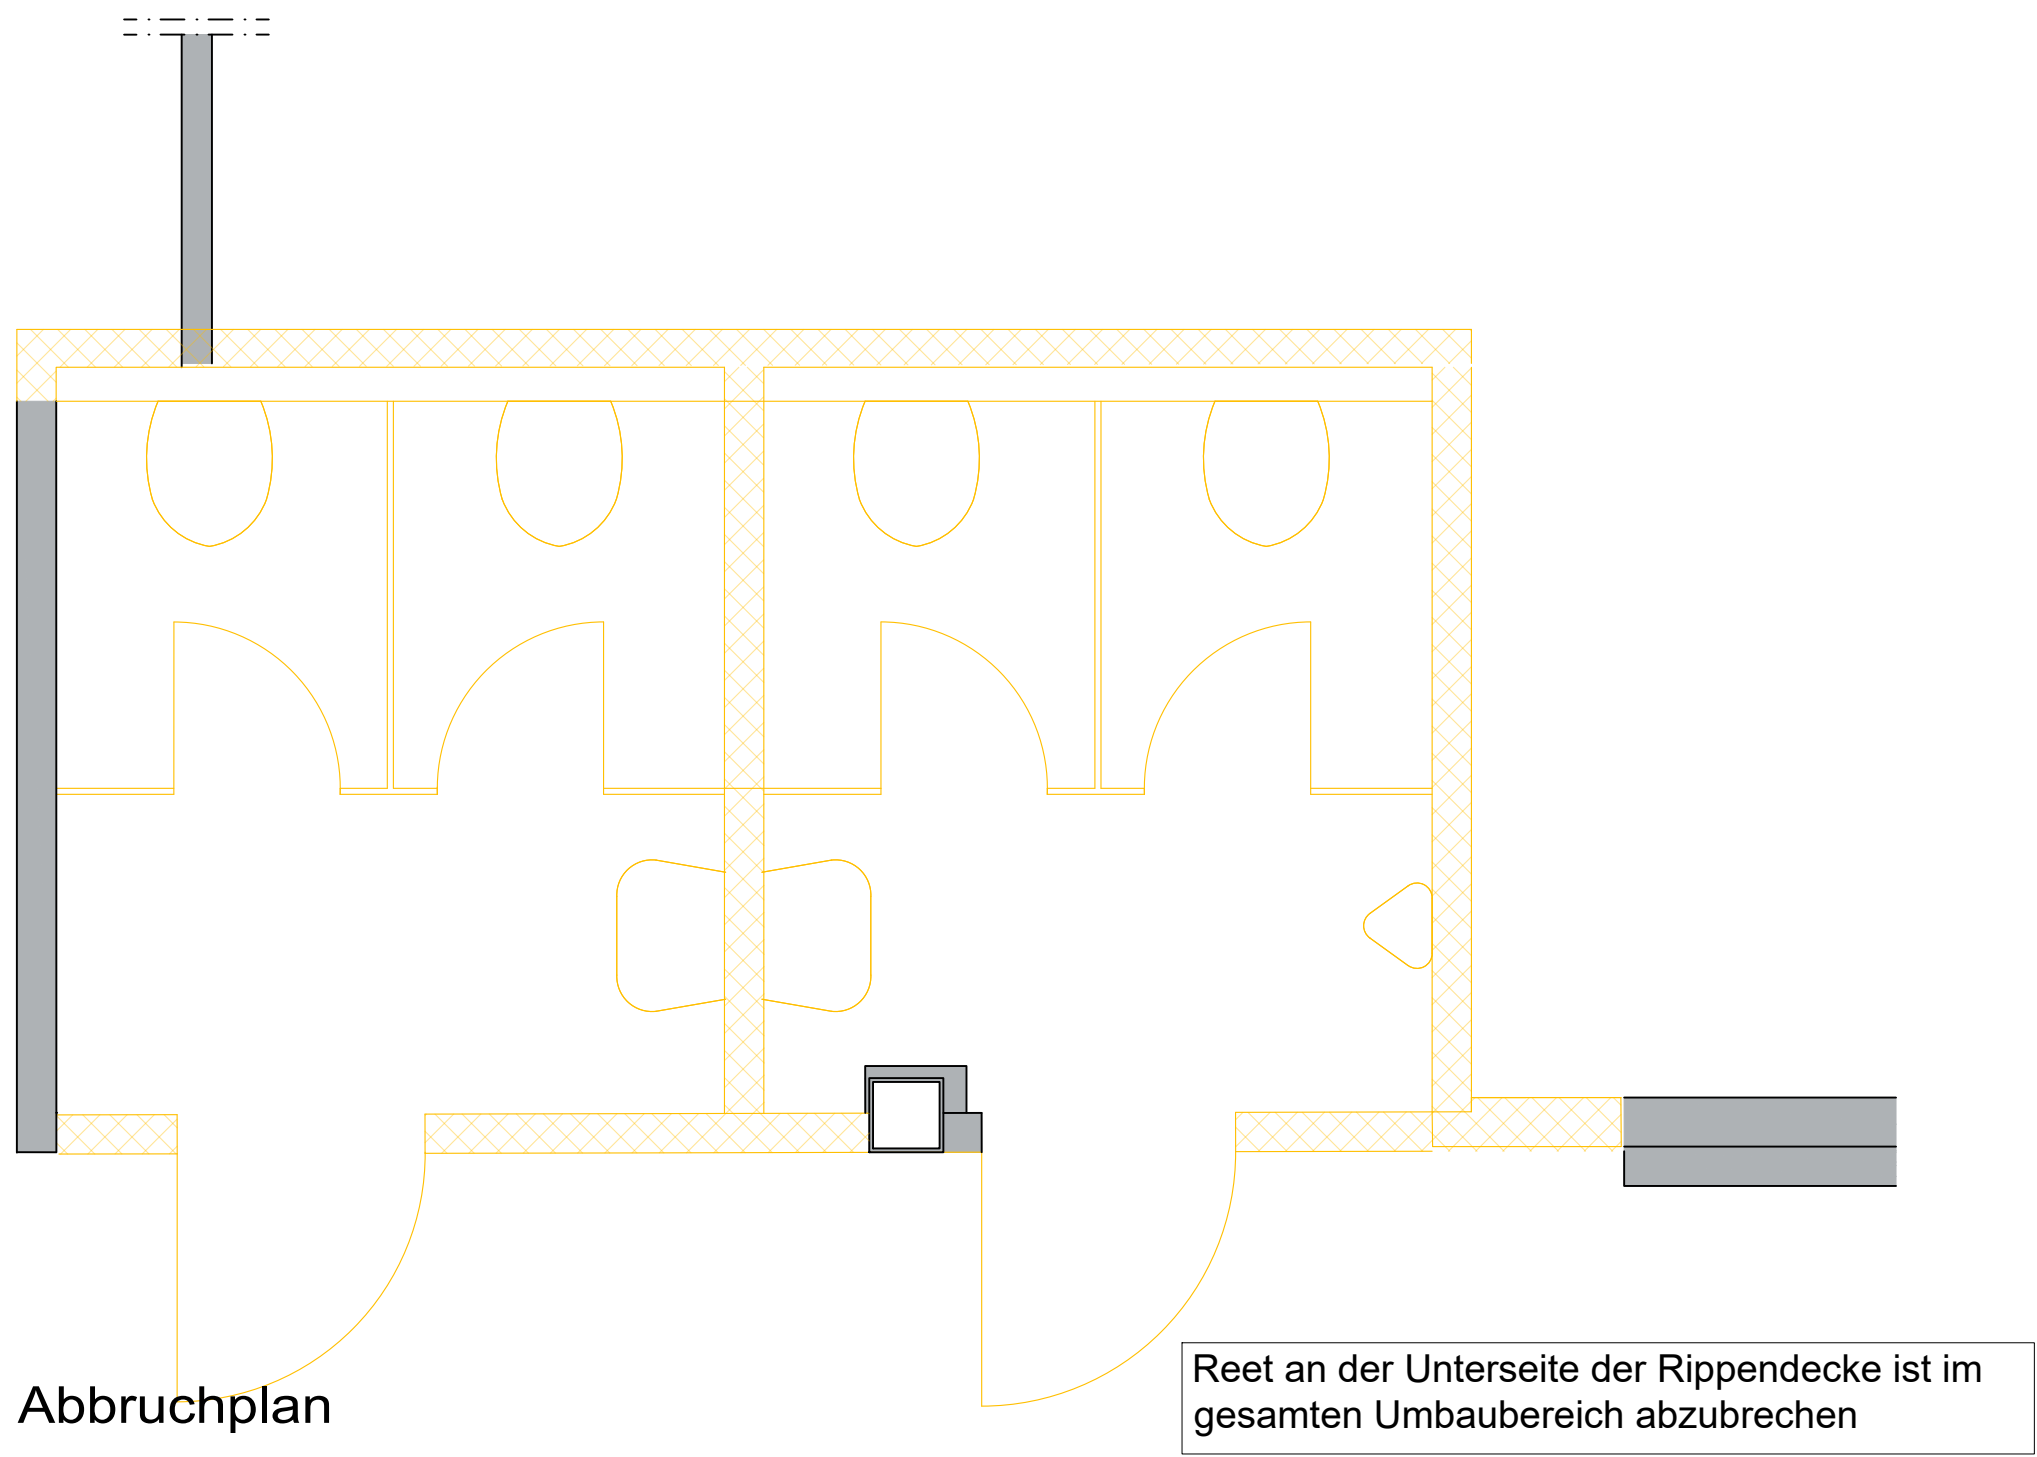 Abbruchplan
Reet an der Unterseite der Rippendecke ist im
gesamten Umbaubereich abzubrechen